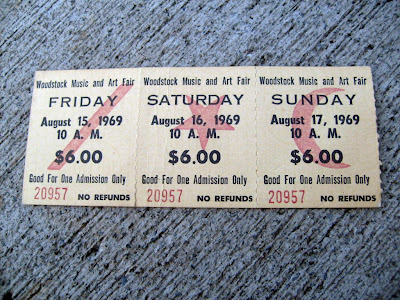 Woodstock Music and Art Fair
FRIDAY
August 15, 1969
10 A. M.
$6.00
Good For One Admission Only
20957 NO REFUNDS
Woodstock Music and Art Fair
SATURDAY
August 16, 1969
10 A. M.
$6.00
Good For One Admission Only
20957 NO REFUNDS
Woodstock Music and Art Fair
SUNDAY
August 17, 1969
10 A. M.
$6.00
Good For One Admission Only
20957 NO REFUNDS